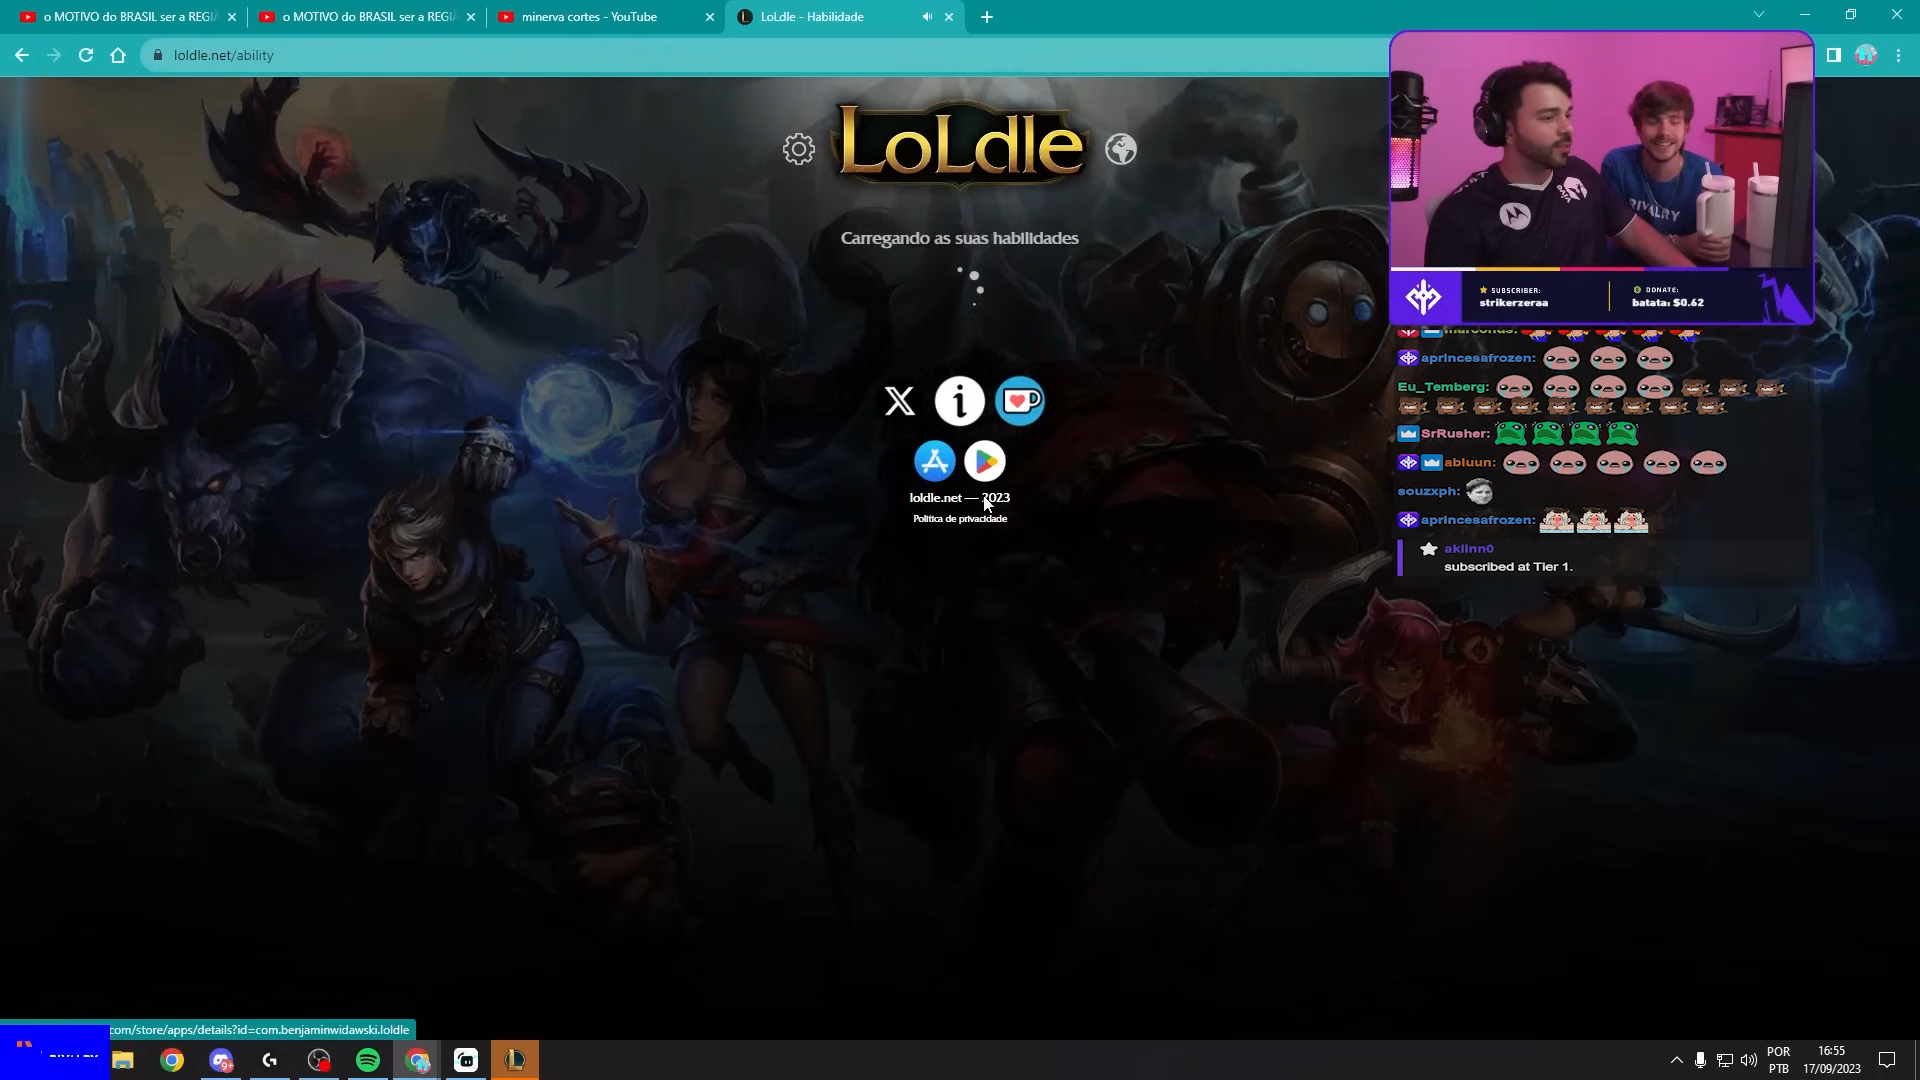 o MOTIVO do BRASIL ser a REGI
o MOTIVO do BRASIL ser a REGI
minerva cortes - YouTube
LoLdle - Habilidade
loldle.net/ability
LoLdle
Carregando as suas habilidades
loldle.net — 2023
Política de privacidade
RIVALRY
SUBSCRIBER:
strikerzeraa
DONATE:
batata: $0.62
marconds:
aprincesafrozen:
Eu_Temberg:
SrRusher:
abluun:
souzxph:
aprincesafrozen:
aklinn0
subscribed at Tier 1.
com/store/apps/details?id=com.benjaminwidawski.loldle
9+
POR
PTB
16:55
17/09/2023